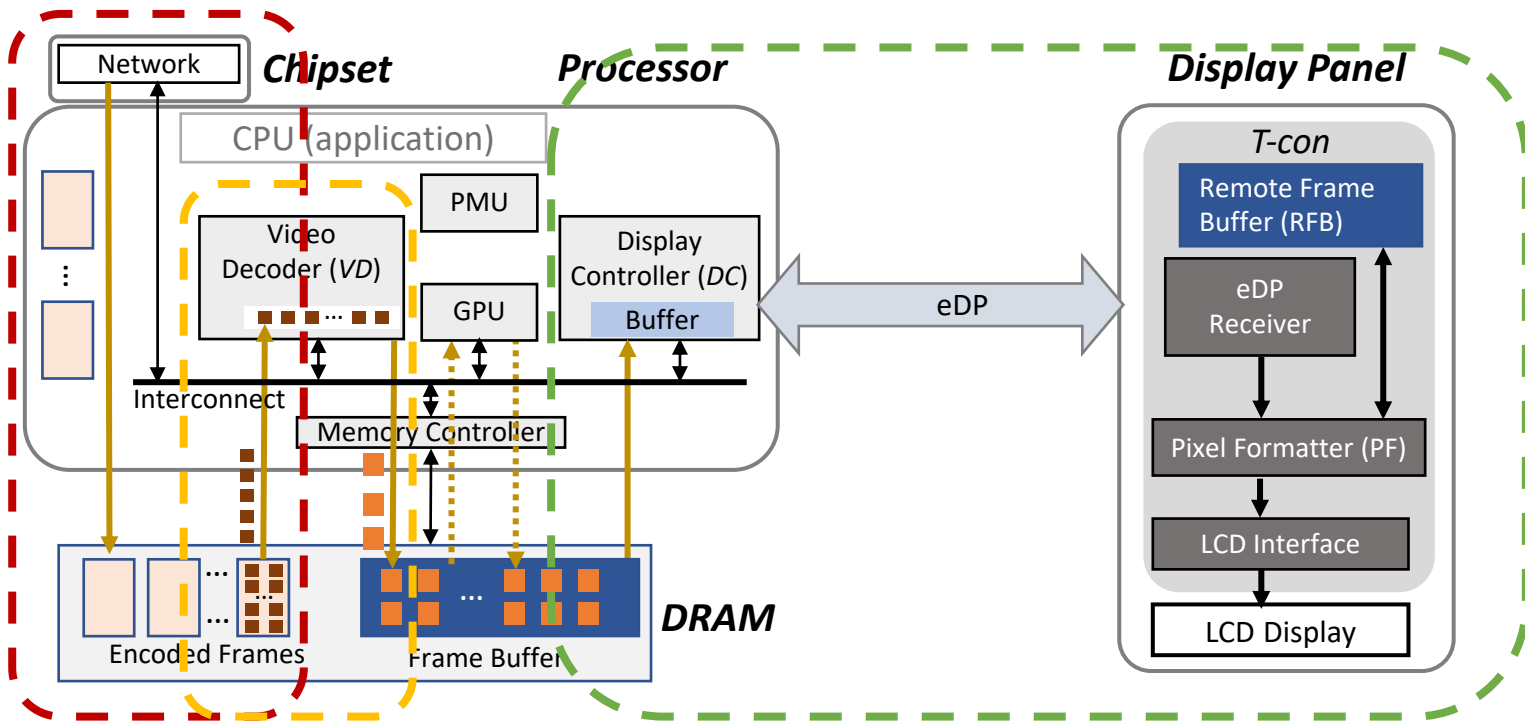 Network
Chipset
Processor
Display Panel
CPU (application)
T-con
Remote Frame
Buffer (RFB)
PMU
Video
Decoder (VD)
...
Display
Controller (DC)
Buffer
GPU
eDP
eDP
Receiver
...
Interconnect
Memory Controller
Pixel Formatter (PF)
LCD Interface
...
...
...
...
DRAM
LCD Display
Encoded Frames
Frame Buffer